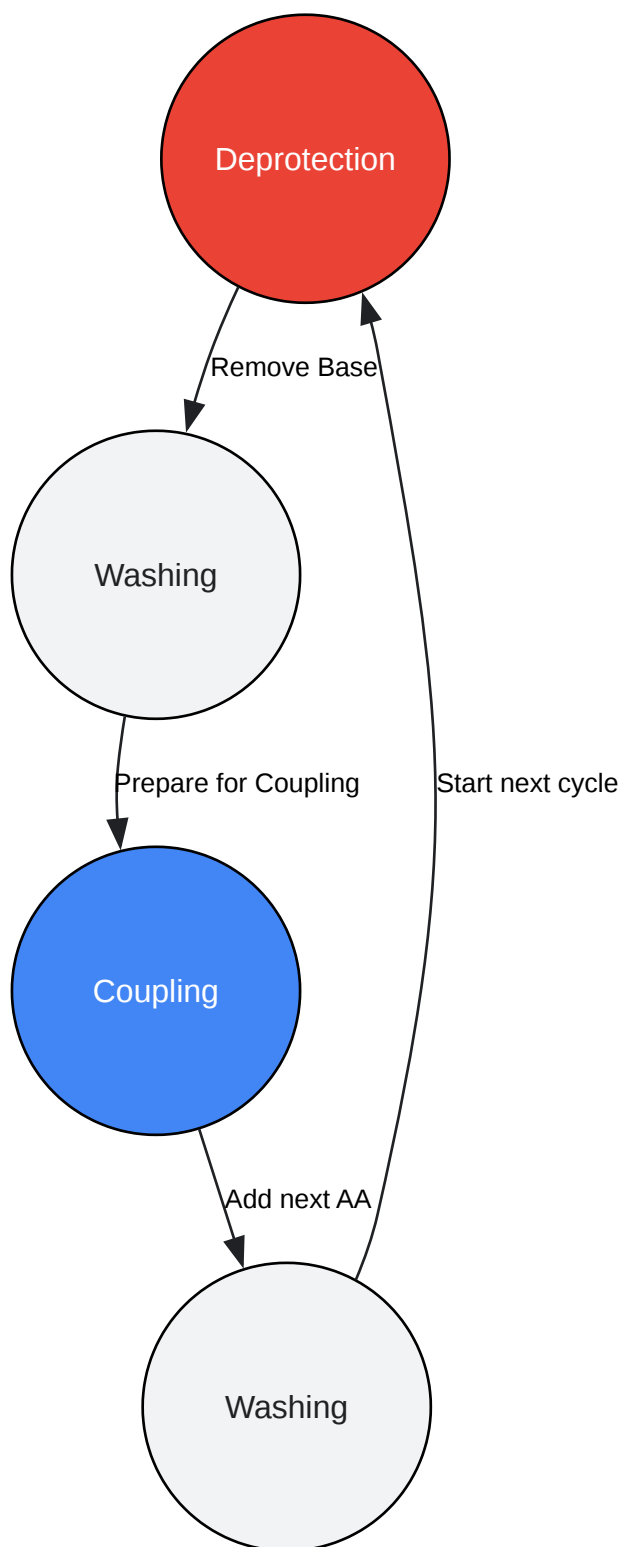 Deprotection
Remove Base
Washing
Prepare for Coupling
Start next cycle
Coupling
Add next AA
Washing